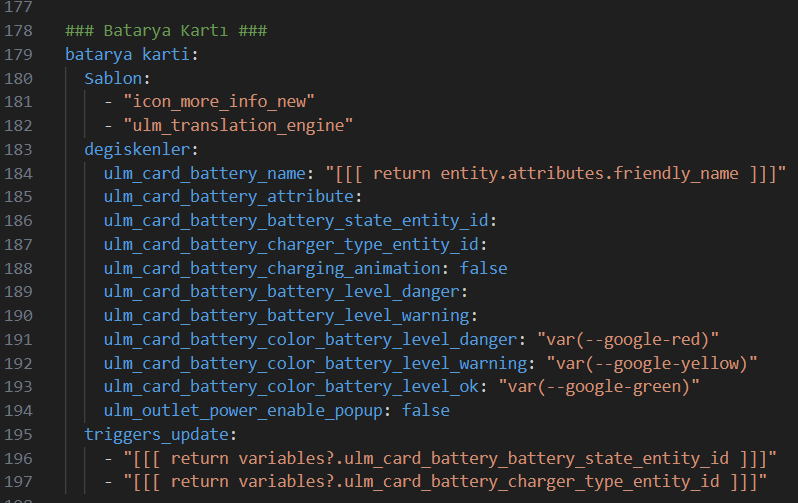 177
178 ### Batarya Kartı ###
179 batarya karti:
180 Sablon:
181 - "icon_more_info_new"
182 - "ulm_translation_engine"
183 degiskenler:
184 ulm_card_battery_name: "[[[ return entity.attributes.friendly_name ]]]"
185 ulm_card_battery_attribute:
186 ulm_card_battery_battery_state_entity_id:
187 ulm_card_battery_charger_type_entity_id:
188 ulm_card_battery_charging_animation: false
189 ulm_card_battery_battery_level_danger:
190 ulm_card_battery_battery_level_warning:
191 ulm_card_battery_color_battery_level_danger: "var(--google-red)"
192 ulm_card_battery_color_battery_level_warning: "var(--google-yellow)"
193 ulm_card_battery_color_battery_level_ok: "var(--google-green)"
194 ulm_outlet_power_enable_popup: false
195 triggers_update:
196 - "[[[ return variables?.ulm_card_battery_battery_state_entity_id ]]]"
197 - "[[[ return variables?.ulm_card_battery_charger_type_entity_id ]]]"